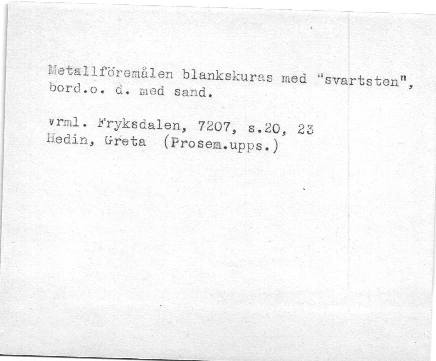 Metallföremålen blankskuras med "svartsten",
bord.o. d. med sand.
vrml. Fryksdalen, 7207, s.20, 23
Hedin, Greta (Prosem.upps.)